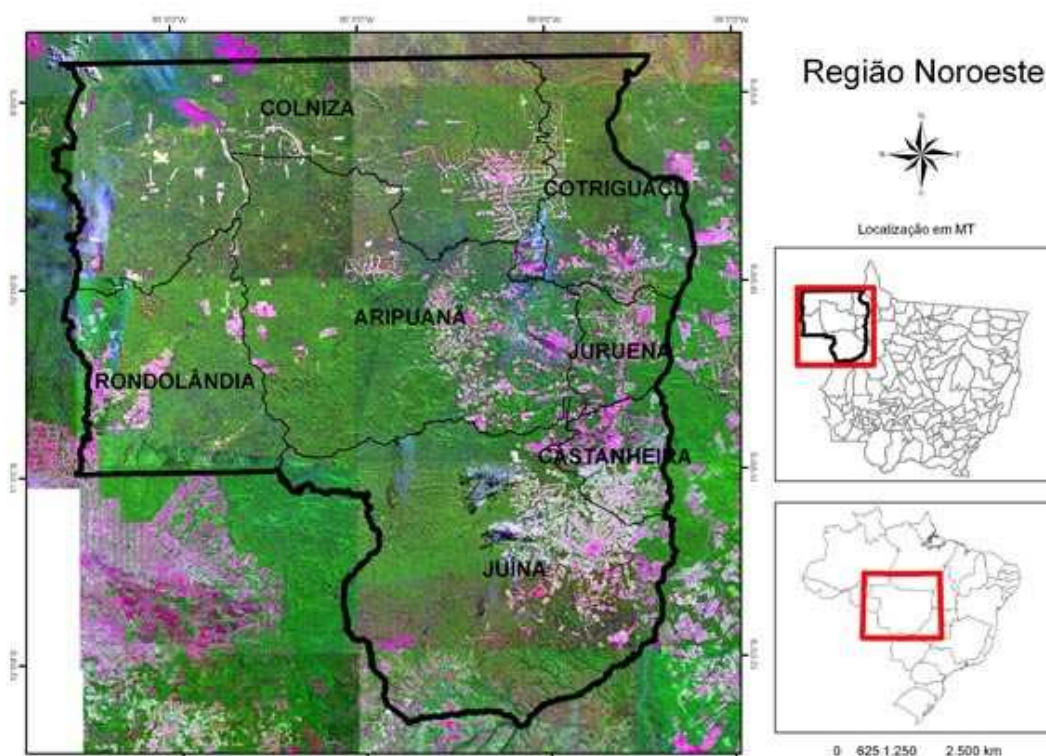 COLNIZA
COTRIGUAÇU
ARIPUANÃ
JURUENA
RONDOLÂNDIA
CASTANHEIRA
JUÍNA
Região Noroeste
Localização em MT
0 625 1.250 2.500 km